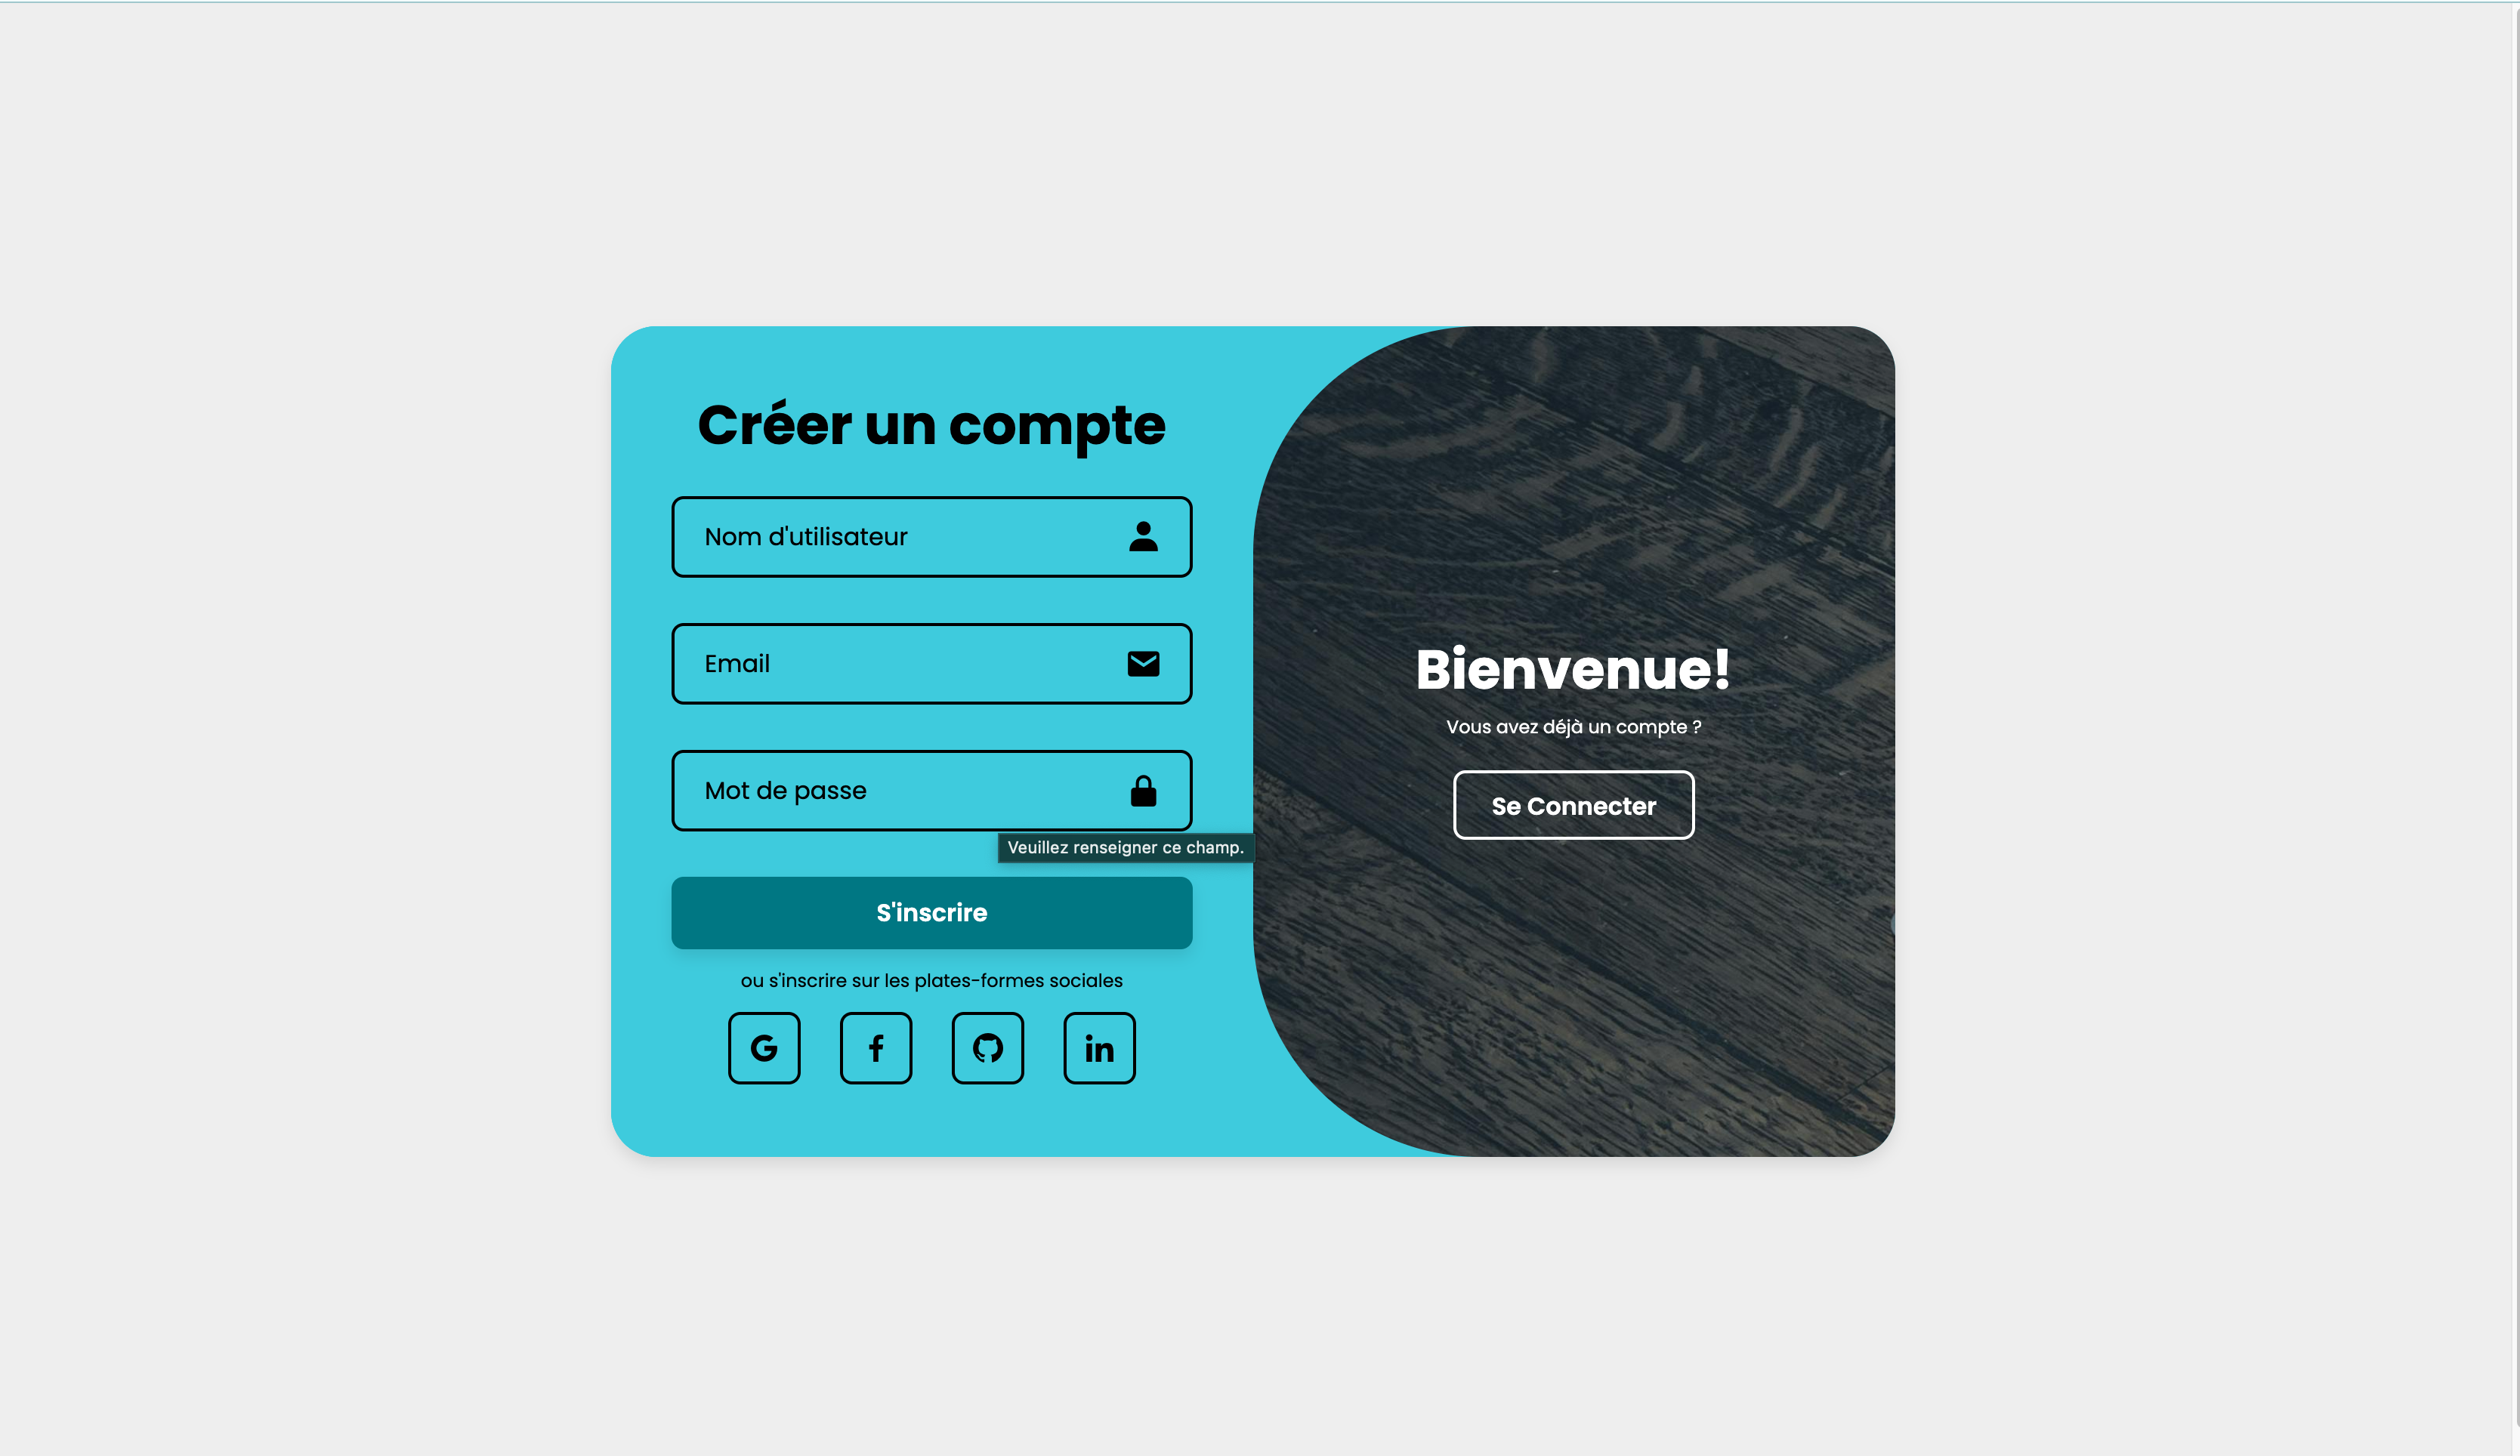 Créer un compte
Nom d'utilisateur
Email
Mot de passe
Veuillez renseigner ce champ.
S'inscrire
ou s'inscrire sur les plates-formes sociales
Bienvenue!
Vous avez déjà un compte ?
Se Connecter